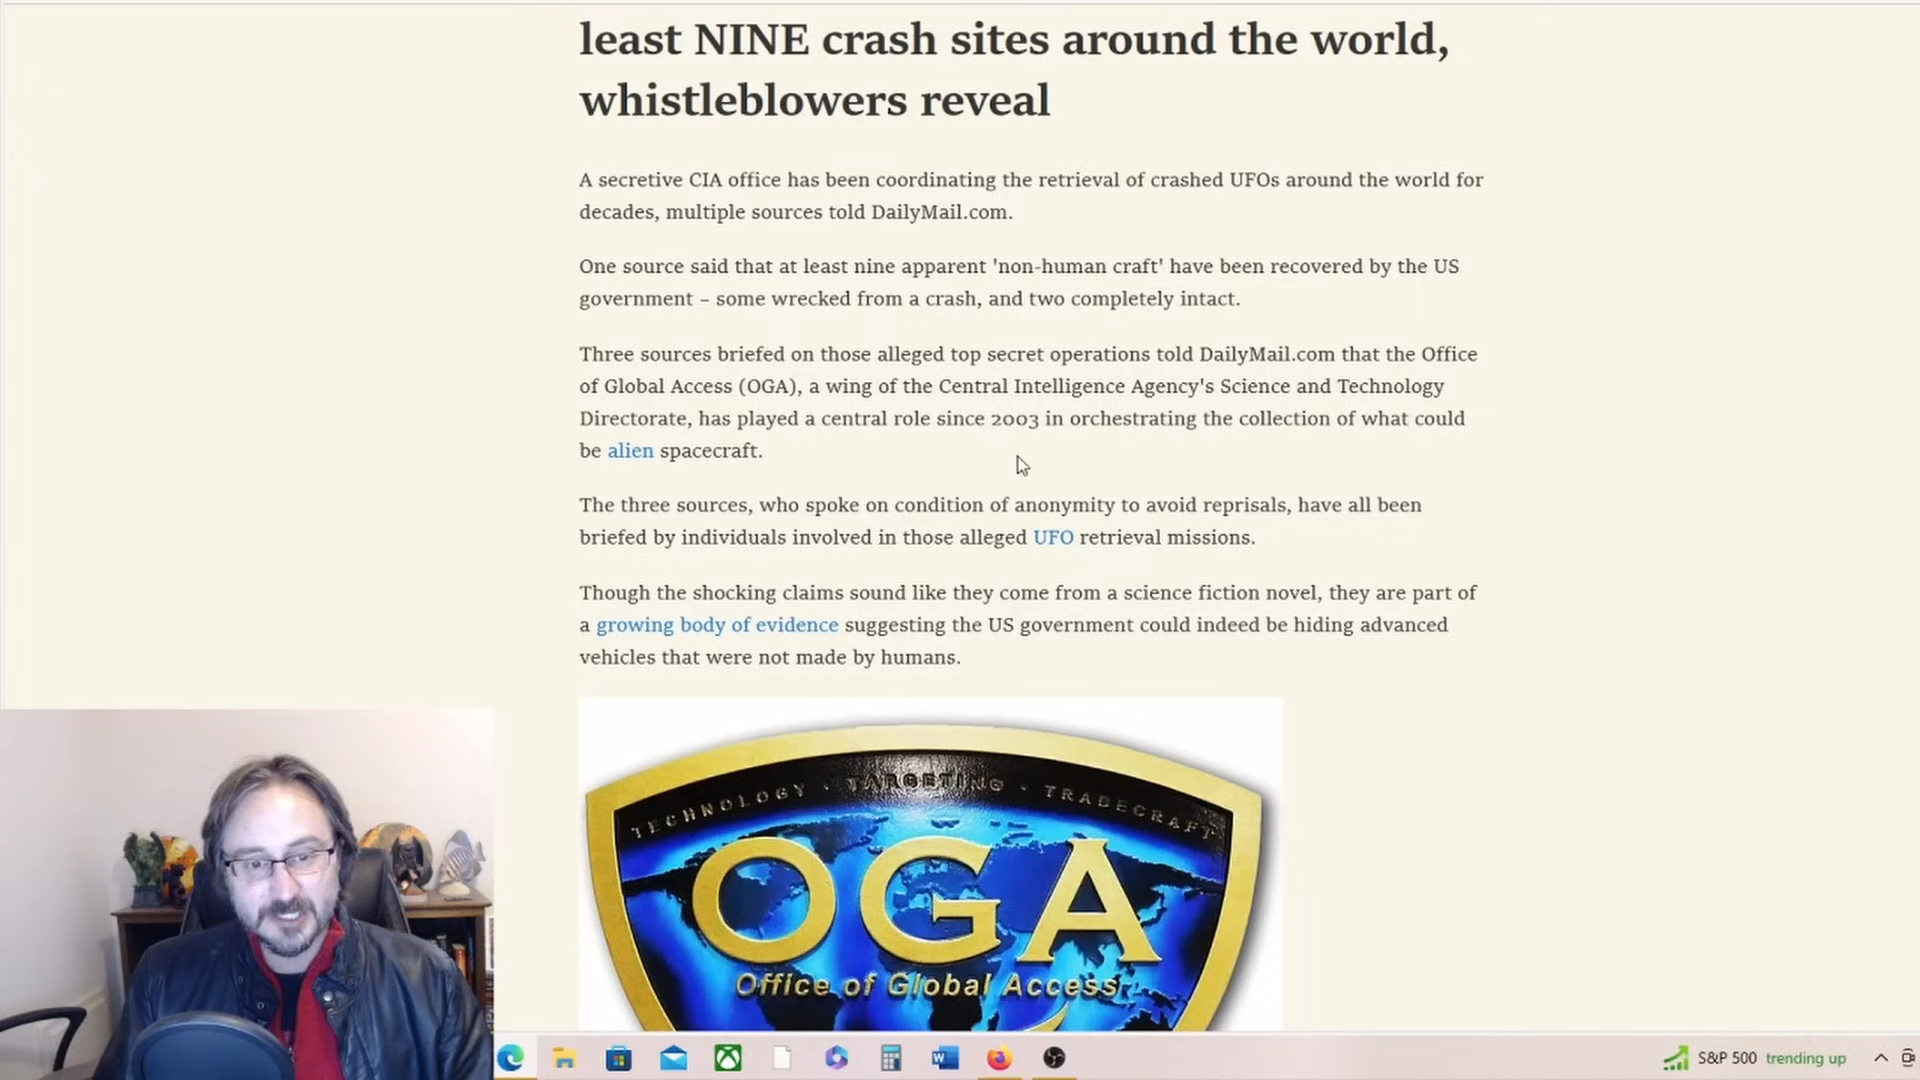 least NINE crash sites around the world,
whistleblowers reveal
A secretive CIA office has been coordinating the retrieval of crashed UFOs around the world for
decades, multiple sources told DailyMail.com.
One source said that at least nine apparent 'non-human craft' have been recovered by the US
government – some wrecked from a crash, and two completely intact.
Three sources briefed on those alleged top secret operations told DailyMail.com that the Office
of Global Access (OGA), a wing of the Central Intelligence Agency's Science and Technology
Directorate, has played a central role since 2003 in orchestrating the collection of what could
be alien spacecraft.
The three sources, who spoke on condition of anonymity to avoid reprisals, have all been
briefed by individuals involved in those alleged UFO retrieval missions.
Though the shocking claims sound like they come from a science fiction novel, they are part of
a growing body of evidence suggesting the US government could indeed be hiding advanced
vehicles that were not made by humans.
TECHNOLOGY · TARGETING · TRADECRAFT
OGA
Office of Global Access
W
S&P 500 trending up